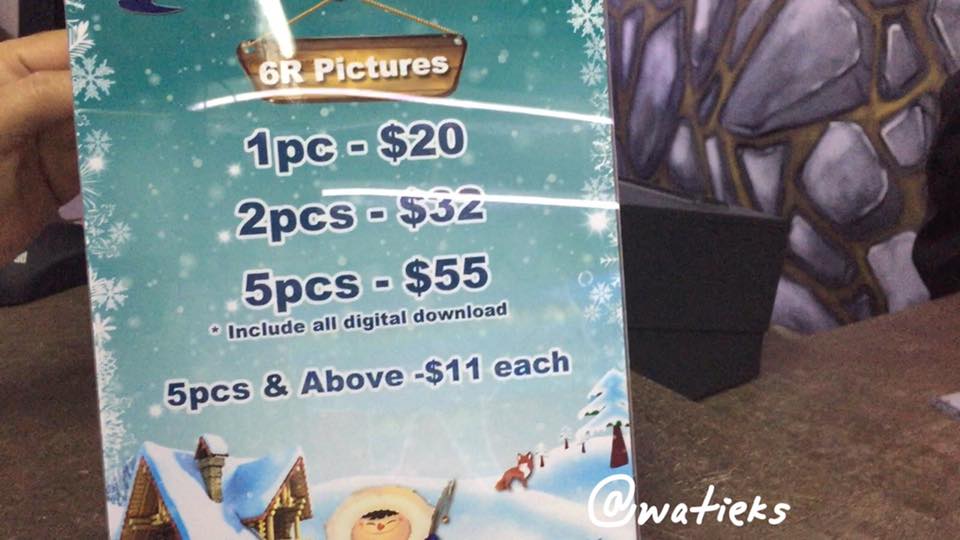 6R Pictures
1pc - $20
2pcs - $32
5pcs - $55
* Include all digital download
5pcs & Above -$11 each
@watieks